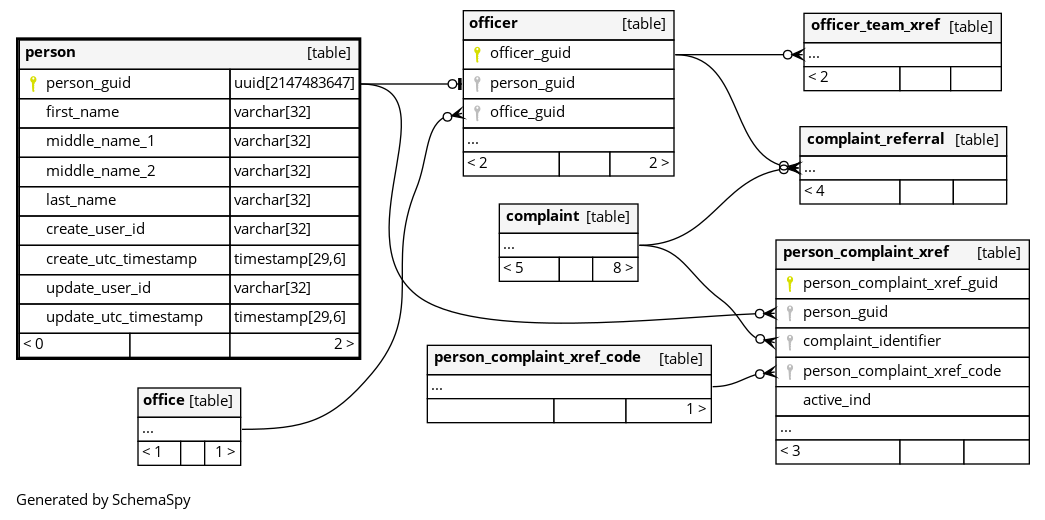 person [table]
person_guid uuid[2147483647]
first_name varchar[32]
middle_name_1 varchar[32]
middle_name_2 varchar[32]
last_name varchar[32]
create_user_id varchar[32]
create_utc_timestamp timestamp[29,6]
update_user_id varchar[32]
update_utc_timestamp timestamp[29,6]
< 0 2 >
office [table]
...
< 1 1 >
officer [table]
officer_guid
person_guid
office_guid
...
< 2 2 >
complaint [table]
...
< 5 8 >
person_complaint_xref_code [table]
...
1 >
officer_team_xref [table]
...
< 2
complaint_referral [table]
...
< 4
person_complaint_xref [table]
person_complaint_xref_guid
person_guid
complaint_identifier
person_complaint_xref_code
active_ind
...
< 3
Generated by SchemaSpy